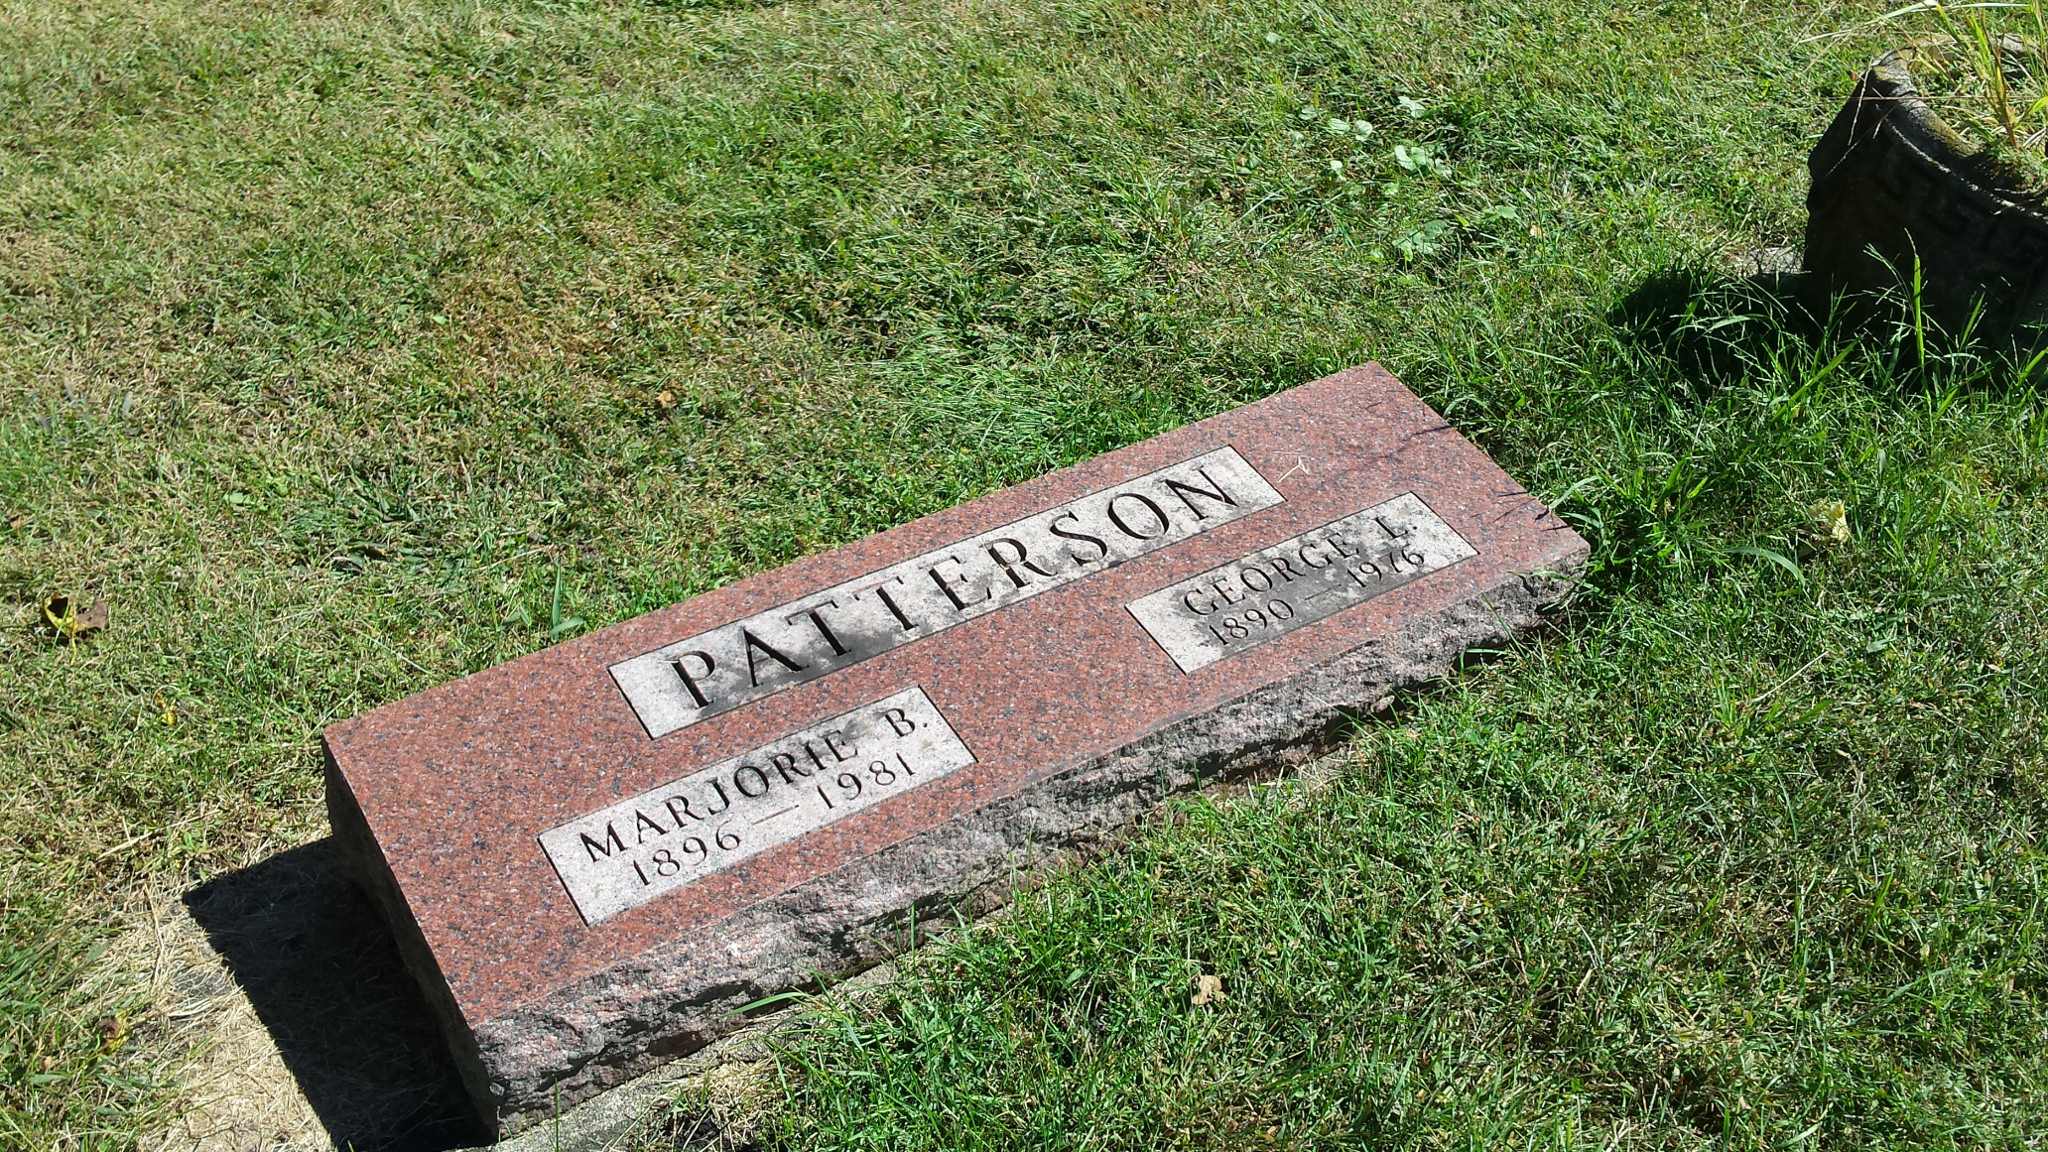 PATTERSON
MARJORIE B.
1896 — 1981
GEORGE L.
1890 — 1976